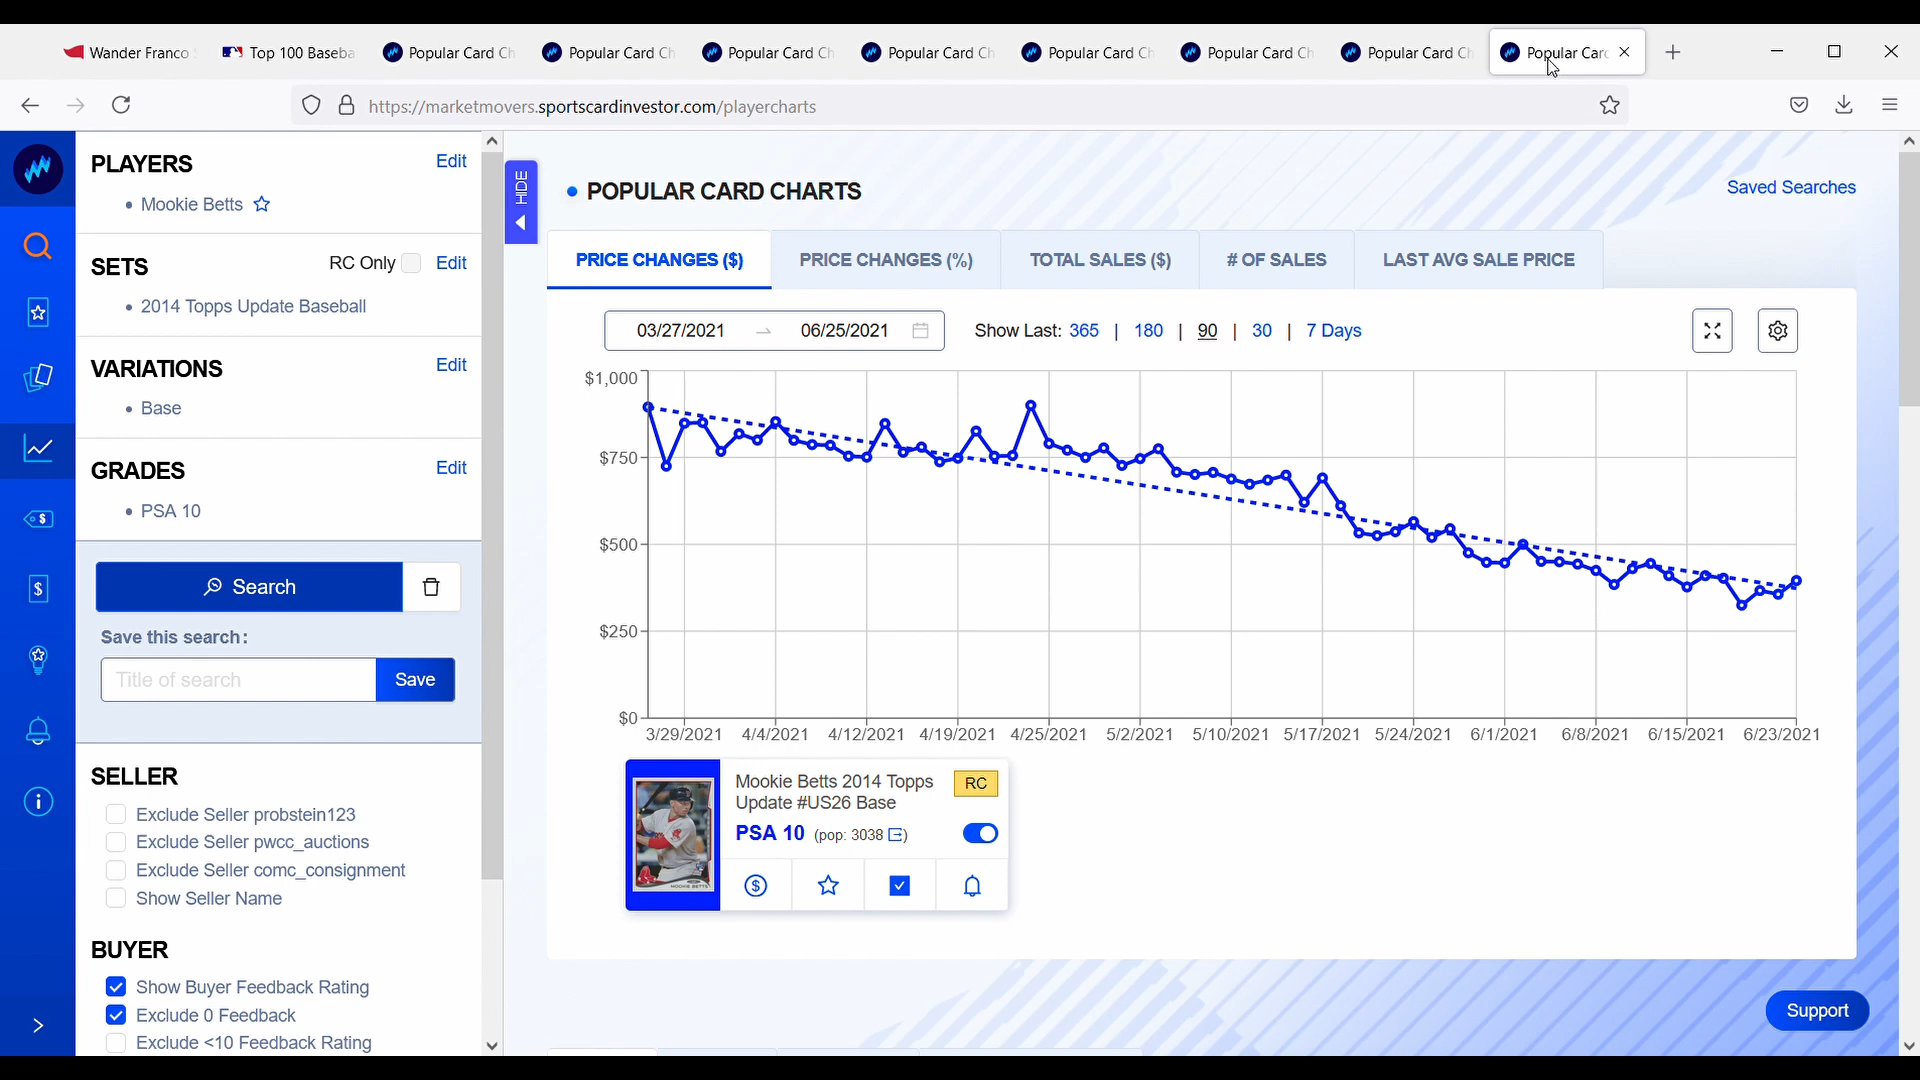 Wander Franco
Top 100 Baseba
Popular Card Ch
Popular Card Ch
Popular Card Ch
Popular Card Ch
Popular Card Ch
Popular Card Ch
Popular Card Ch
Popular Card
https://marketmovers.sportscardinvestor.com/playercharts
PLAYERS Edit
• Mookie Betts
SETS RC Only Edit
• 2014 Topps Update Baseball
VARIATIONS Edit
• Base
GRADES Edit
• PSA 10
Search
Save this search:
Title of search Save
SELLER
Exclude Seller probstein123
Exclude Seller pwcc_auctions
Exclude Seller comc_consignment
Show Seller Name
BUYER
Show Buyer Feedback Rating
Exclude 0 Feedback
Exclude <10 Feedback Rating
HIDE
• POPULAR CARD CHARTS
Saved Searches
PRICE CHANGES ($) PRICE CHANGES (%) TOTAL SALES ($) # OF SALES LAST AVG SALE PRICE
03/27/2021 → 06/25/2021 Show Last: 365 | 180 | 90 | 30 | 7 Days
$1,000
$750
$500
$250
$0
3/29/2021 4/4/2021 4/12/2021 4/19/2021 4/25/2021 5/2/2021 5/10/2021 5/17/2021 5/24/2021 6/1/2021 6/8/2021 6/15/2021 6/23/2021
Mookie Betts 2014 Topps RC
Update #US26 Base
PSA 10 (pop: 3038)
MOOKIE BETTS
Support